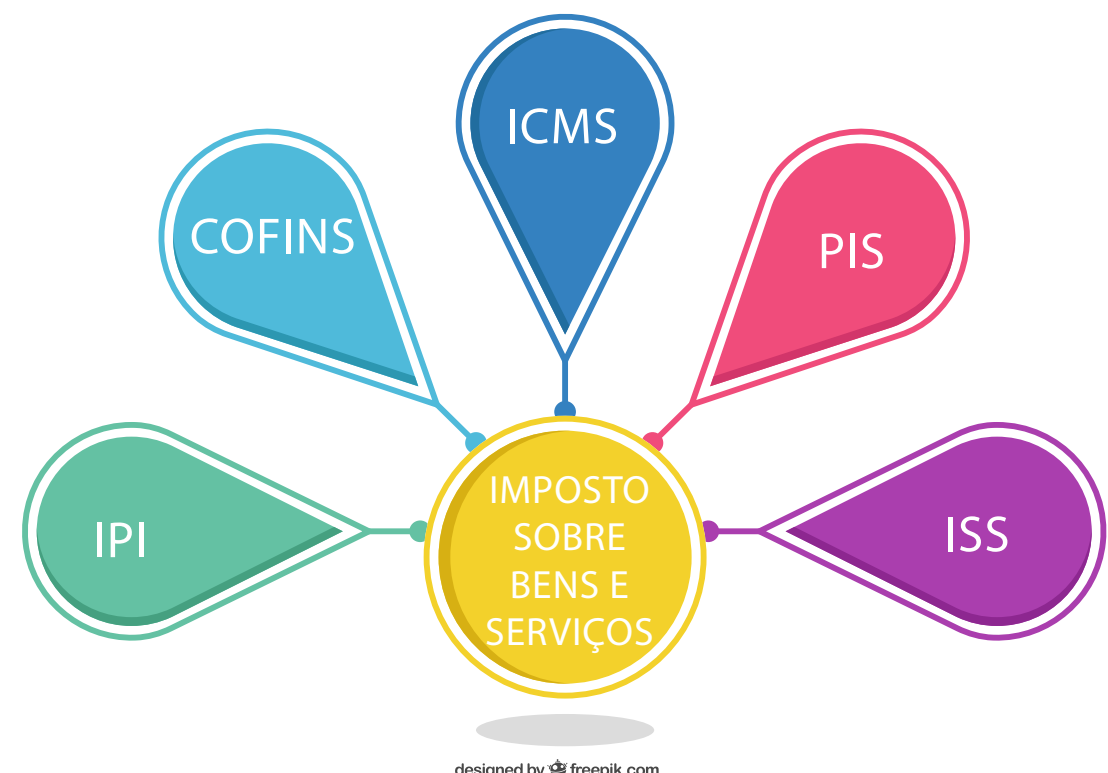 ICMS
COFINS
PIS
IPI
IMPOSTO
SOBRE
BENS E
SERVIÇOS
ISS
designed by freepik.com